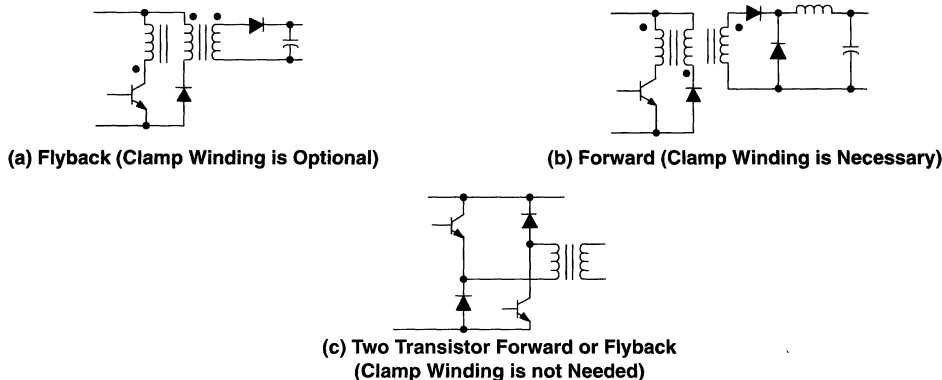 (a) Flyback (Clamp Winding is Optional)
(b) Forward (Clamp Winding is Necessary)
(c) Two Transistor Forward or Flyback
(Clamp Winding is not Needed)